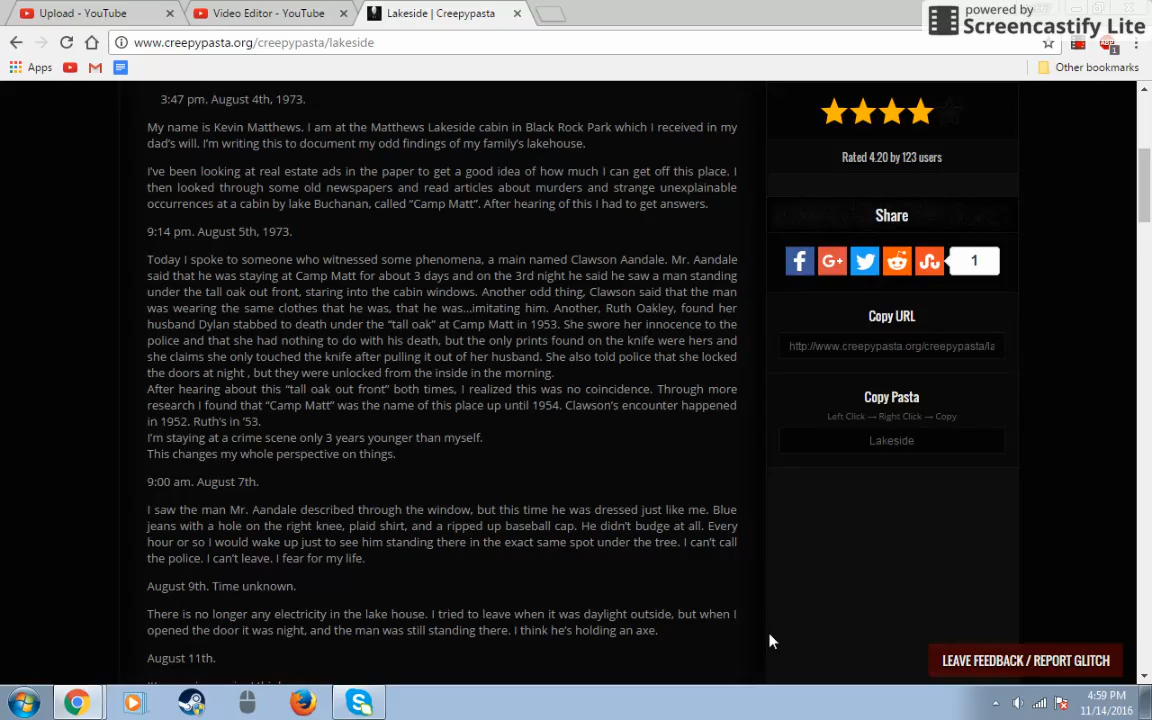 Upload - YouTube
Video Editor - YouTube
Lakeside | Creepypasta
powered by
Screencastify Lite
www.creepypasta.org/creepypasta/lakeside
1
Apps
Other bookmarks
3:47 pm. August 4th, 1973.
My name is Kevin Matthews. I am at the Matthews Lakeside cabin in Black Rock Park which I received in my
dad's will. I'm writing this to document my odd findings of my family's lakehouse.
I've been looking at real estate ads in the paper to get a good idea of how much I can get off this place. I
then looked through some old newspapers and read articles about murders and strange unexplainable
occurrences at a cabin by lake Buchanan, called “Camp Matt”. After hearing of this I had to get answers.
9:14 pm. August 5th, 1973.
Today I spoke to someone who witnessed some phenomena, a main named Clawson Aandale. Mr. Aandale
said that he was staying at Camp Matt for about 3 days and on the 3rd night he said he saw a man standing
under the tall oak out front, staring into the cabin windows. Another odd thing, Clawson said that the man
was wearing the same clothes that he was, that he was...imitating him. Another, Ruth Oakley, found her
husband Dylan stabbed to death under the “tall oak” at Camp Matt in 1953. She swore her innocence to the
police and that she had nothing to do with his death, but the only prints found on the knife were hers and
she claims she only touched the knife after pulling it out of her husband. She also told police that she locked
the doors at night , but they were unlocked from the inside in the morning.
After hearing about this “tall oak out front” both times, I realized this was no coincidence. Through more
research I found that “Camp Matt” was the name of this place up until 1954. Clawson's encounter happened
in 1952. Ruth's in '53.
I'm staying at a crime scene only 3 years younger than myself.
This changes my whole perspective on things.
9:00 am. August 7th.
I saw the man Mr. Aandale described through the window, but this time he was dressed just like me. Blue
jeans with a hole on the right knee, plaid shirt, and a ripped up baseball cap. He didn't budge at all. Every
hour or so I would wake up just to see him standing there in the exact same spot under the tree. I can't call
the police. I can't leave. I fear for my life.
August 9th. Time unknown.
There is no longer any electricity in the lake house. I tried to leave when it was daylight outside, but when I
opened the door it was night, and the man was still standing there. I think he's holding an axe.
August 11th.
Rated 4.20 by 123 users
Share
f G+ 1
Copy URL
http://www.creepypasta.org/creepypasta/la
Copy Pasta
Left Click → Right Click → Copy
Lakeside
LEAVE FEEDBACK / REPORT GLITCH
4:59 PM
11/14/2016